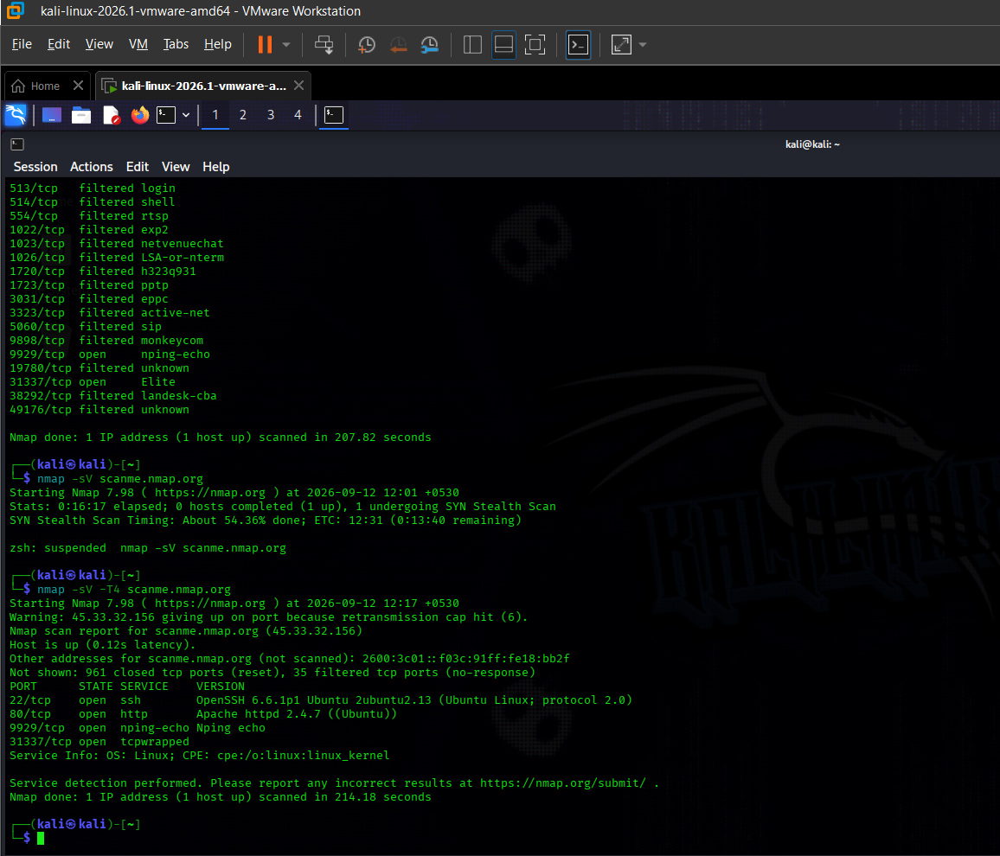 kali-linux-2026.1-vmware-amd64 - VMware Workstation
File Edit View VM Tabs Help
Home kali-linux-2026.1-vmware-a...
1 2 3 4
kali@kali: ~
Session Actions Edit View Help
513/tcp   filtered login
514/tcp   filtered shell
554/tcp   filtered rtsp
1022/tcp  filtered exp2
1023/tcp  filtered netvenuechat
1026/tcp  filtered LSA-or-nterm
1720/tcp  filtered h323q931
1723/tcp  filtered pptp
3031/tcp  filtered eppc
3323/tcp  filtered active-net
5060/tcp  filtered sip
9898/tcp  filtered monkeycom
9929/tcp  open     nping-echo
19780/tcp filtered unknown
31337/tcp open     Elite
38292/tcp filtered landesk-cba
49176/tcp filtered unknown
Nmap done: 1 IP address (1 host up) scanned in 207.82 seconds
┌──(kali㉿kali)-[~]
└─$ nmap -sV scanme.nmap.org
Starting Nmap 7.98 ( https://nmap.org ) at 2026-09-12 12:01 +0530
Stats: 0:16:17 elapsed; 0 hosts completed (1 up), 1 undergoing SYN Stealth Scan
SYN Stealth Scan Timing: About 54.36% done; ETC: 12:31 (0:13:40 remaining)
zsh: suspended  nmap -sV scanme.nmap.org
┌──(kali㉿kali)-[~]
└─$ nmap -sV -T4 scanme.nmap.org
Starting Nmap 7.98 ( https://nmap.org ) at 2026-09-12 12:17 +0530
Warning: 45.33.32.156 giving up on port because retransmission cap hit (6).
Nmap scan report for scanme.nmap.org (45.33.32.156)
Host is up (0.12s latency).
Other addresses for scanme.nmap.org (not scanned): 2600:3c01::f03c:91ff:fe18:bb2f
Not shown: 961 closed tcp ports (reset), 35 filtered tcp ports (no-response)
PORT      STATE SERVICE    VERSION
22/tcp    open  ssh        OpenSSH 6.6.1p1 Ubuntu 2ubuntu2.13 (Ubuntu Linux; protocol 2.0)
80/tcp    open  http       Apache httpd 2.4.7 ((Ubuntu))
9929/tcp  open  nping-echo Nping echo
31337/tcp open  tcpwrapped
Service Info: OS: Linux; CPE: cpe:/o:linux:linux_kernel
Service detection performed. Please report any incorrect results at https://nmap.org/submit/ .
Nmap done: 1 IP address (1 host up) scanned in 214.18 seconds
┌──(kali㉿kali)-[~]
└─$